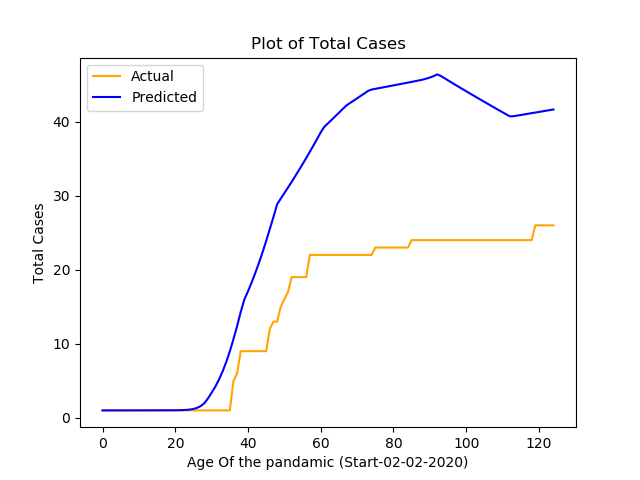 Plot of Total Cases
Actual
Predicted
40
30
20
10
0
Total Cases
0 20 40 60 80 100 120
Age Of the pandamic (Start-02-02-2020)